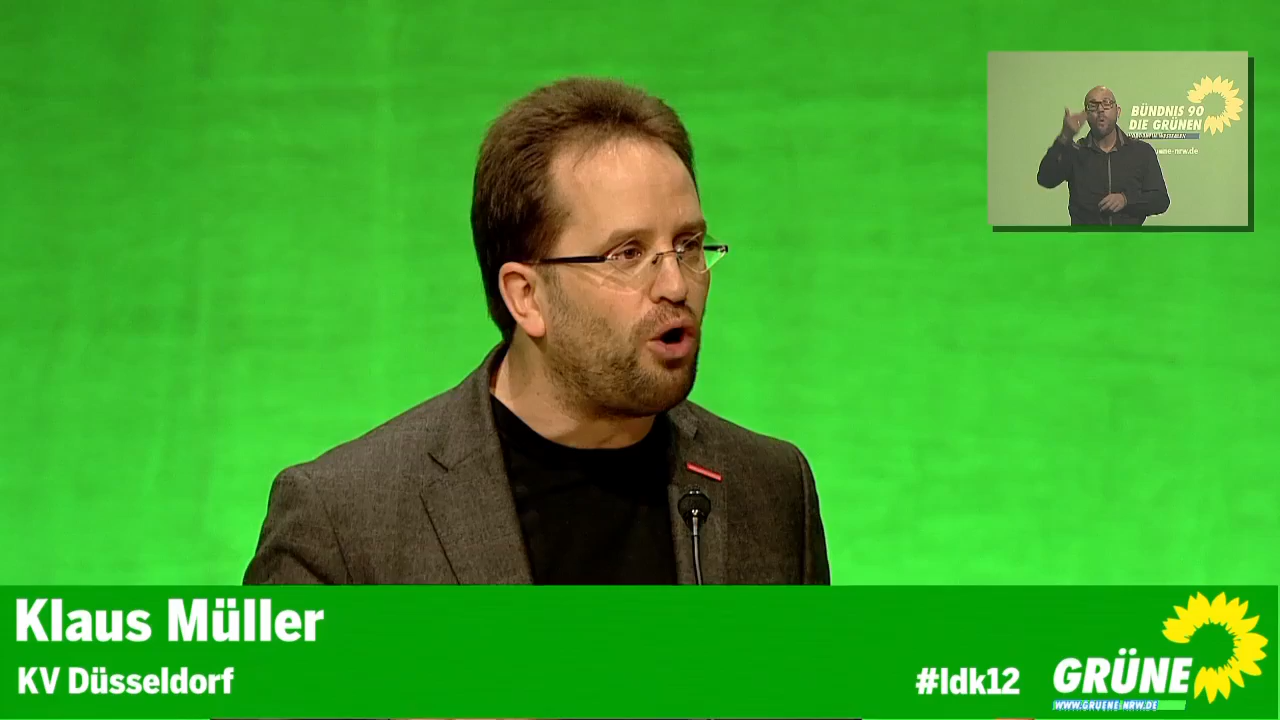 BÜNDNIS 90
DIE GRÜNEN
Klaus Müller
KV Düsseldorf
#ldk12
GRÜNE
WWW.GRUENE-NRW.DE